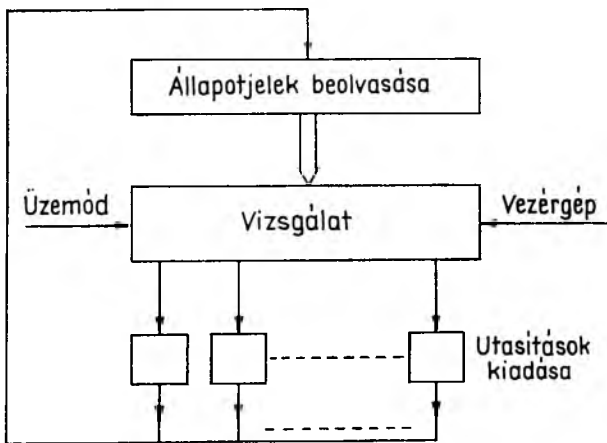 Állapotjelek beolvasása
Üzemód
Vizsgálat
Vezérgép
Utasitások
kiadása